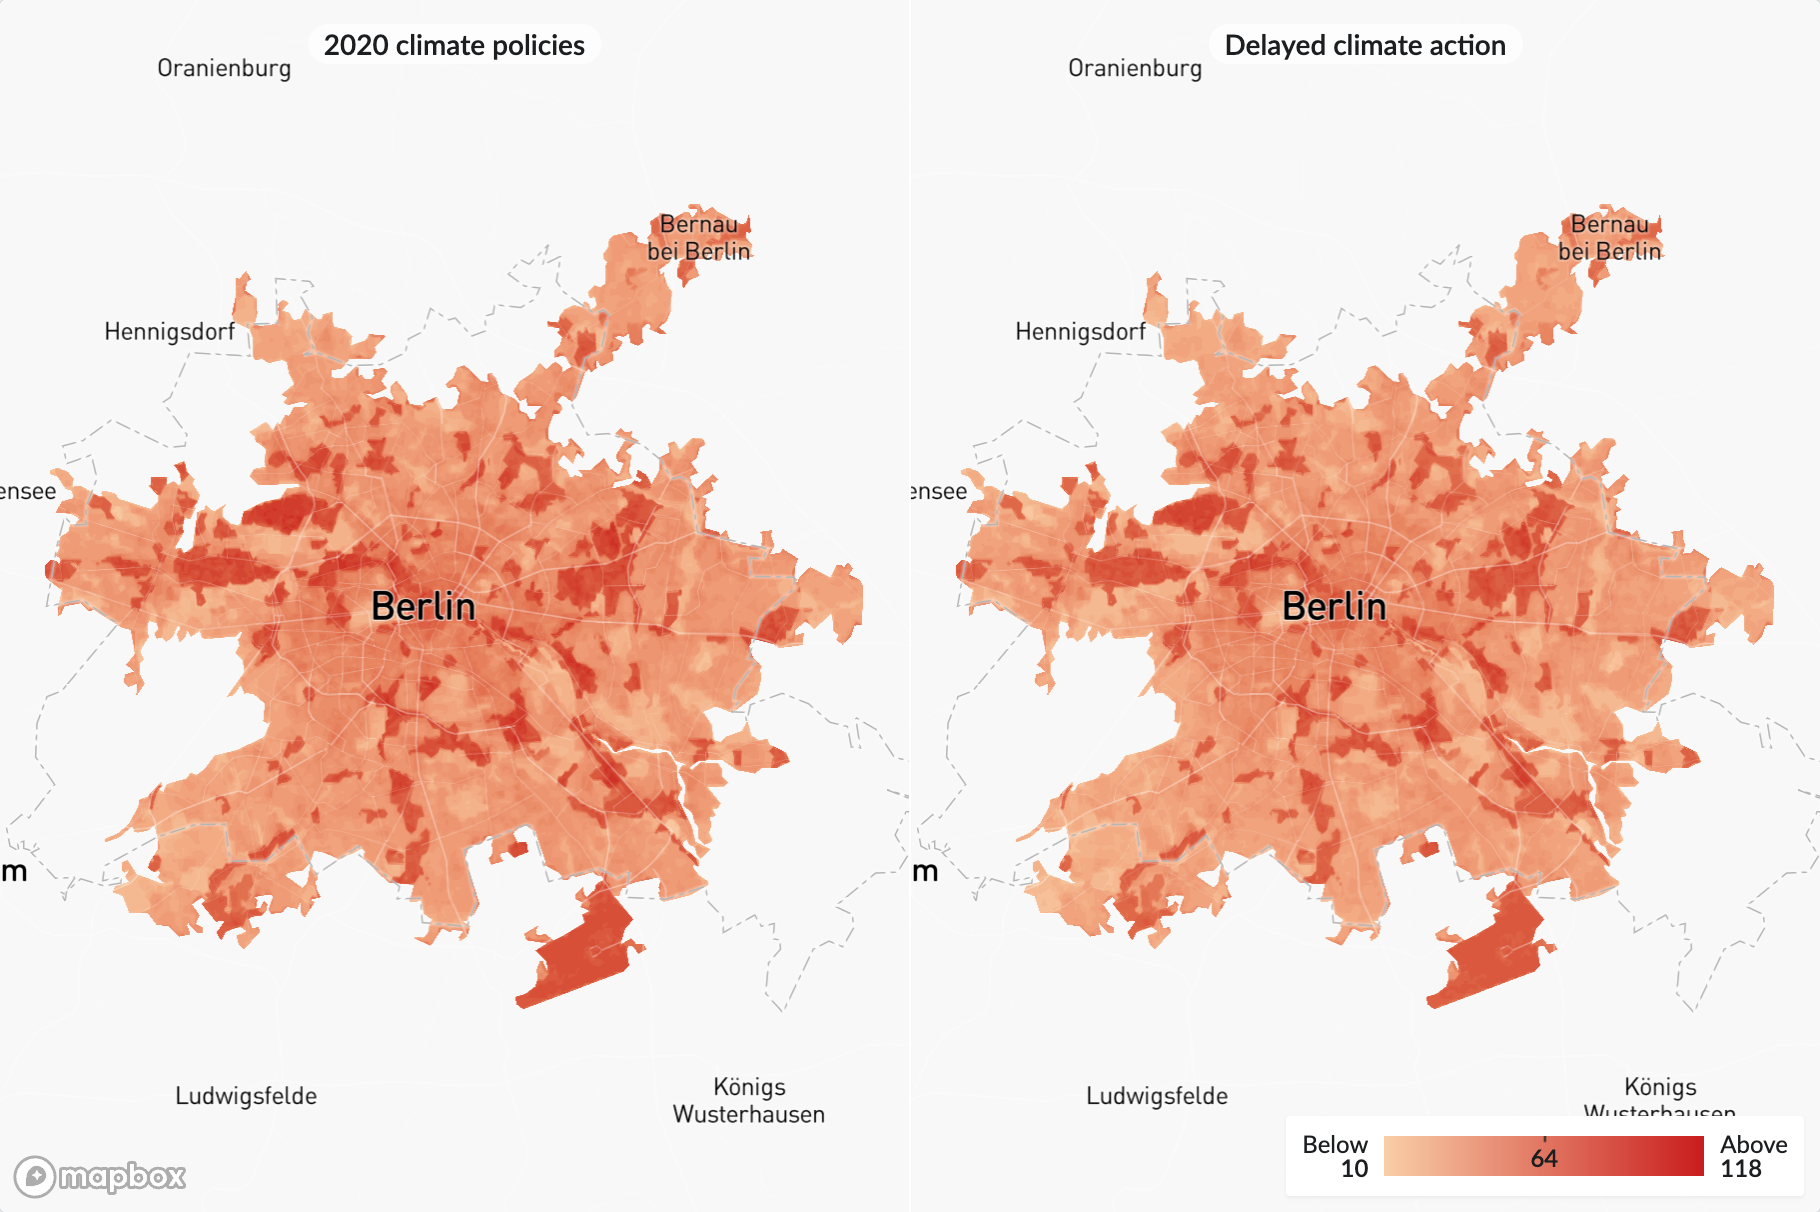 2020 climate policies
Oranienburg
Bernau
bei Berlin
Hennigsdorf
ensee
Berlin
m
Ludwigsfelde
Königs
Wusterhausen
mapbox
Delayed climate action
Oranienburg
Bernau
bei Berlin
Hennigsdorf
ensee
Berlin
m
Ludwigsfelde
Königs
Wusterhausen
Below
10
64
Above
118